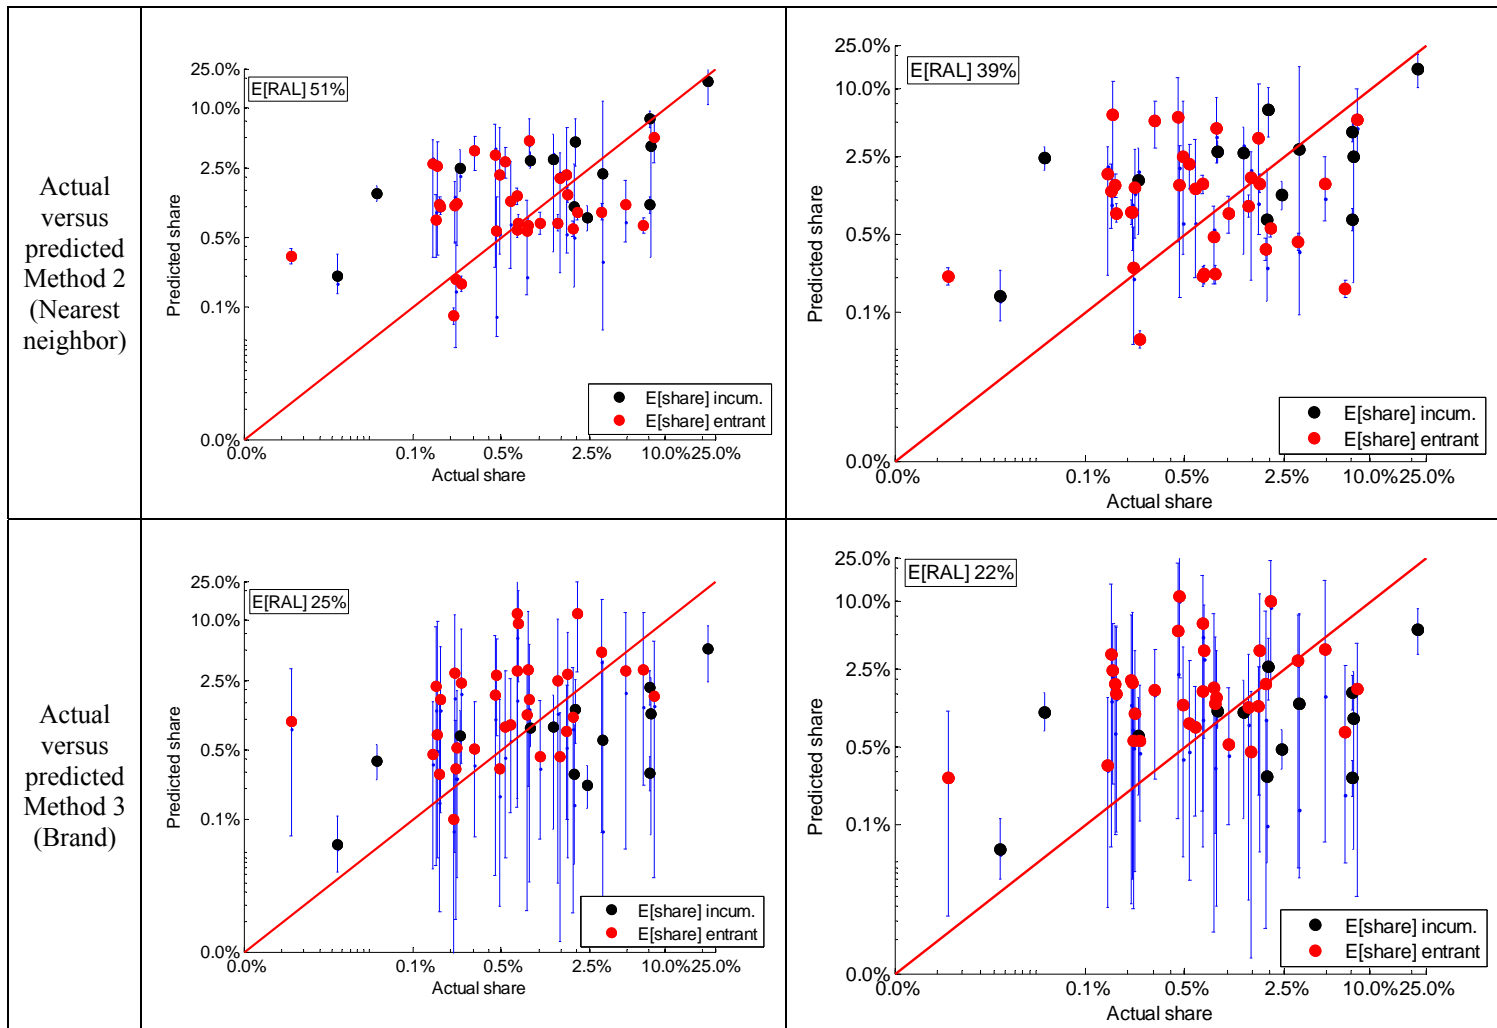 Actual
versus
predicted
Method 2
(Nearest
neighbor)
E[RAL] 51%
25.0%
10.0%
2.5%
0.5%
0.1%
0.0%
Predicted share
E[share] incum.
E[share] entrant
0.0% 0.1% 0.5% 2.5% 10.0% 25.0%
Actual share
E[RAL] 39%
25.0%
10.0%
2.5%
0.5%
0.1%
0.0%
Predicted share
E[share] incum.
E[share] entrant
0.0% 0.1% 0.5% 2.5% 10.0% 25.0%
Actual share
Actual
versus
predicted
Method 3
(Brand)
E[RAL] 25%
25.0%
10.0%
2.5%
0.5%
0.1%
0.0%
Predicted share
E[share] incum.
E[share] entrant
0.0% 0.1% 0.5% 2.5% 10.0% 25.0%
Actual share
E[RAL] 22%
25.0%
10.0%
2.5%
0.5%
0.1%
0.0%
Predicted share
E[share] incum.
E[share] entrant
0.0% 0.1% 0.5% 2.5% 10.0% 25.0%
Actual share